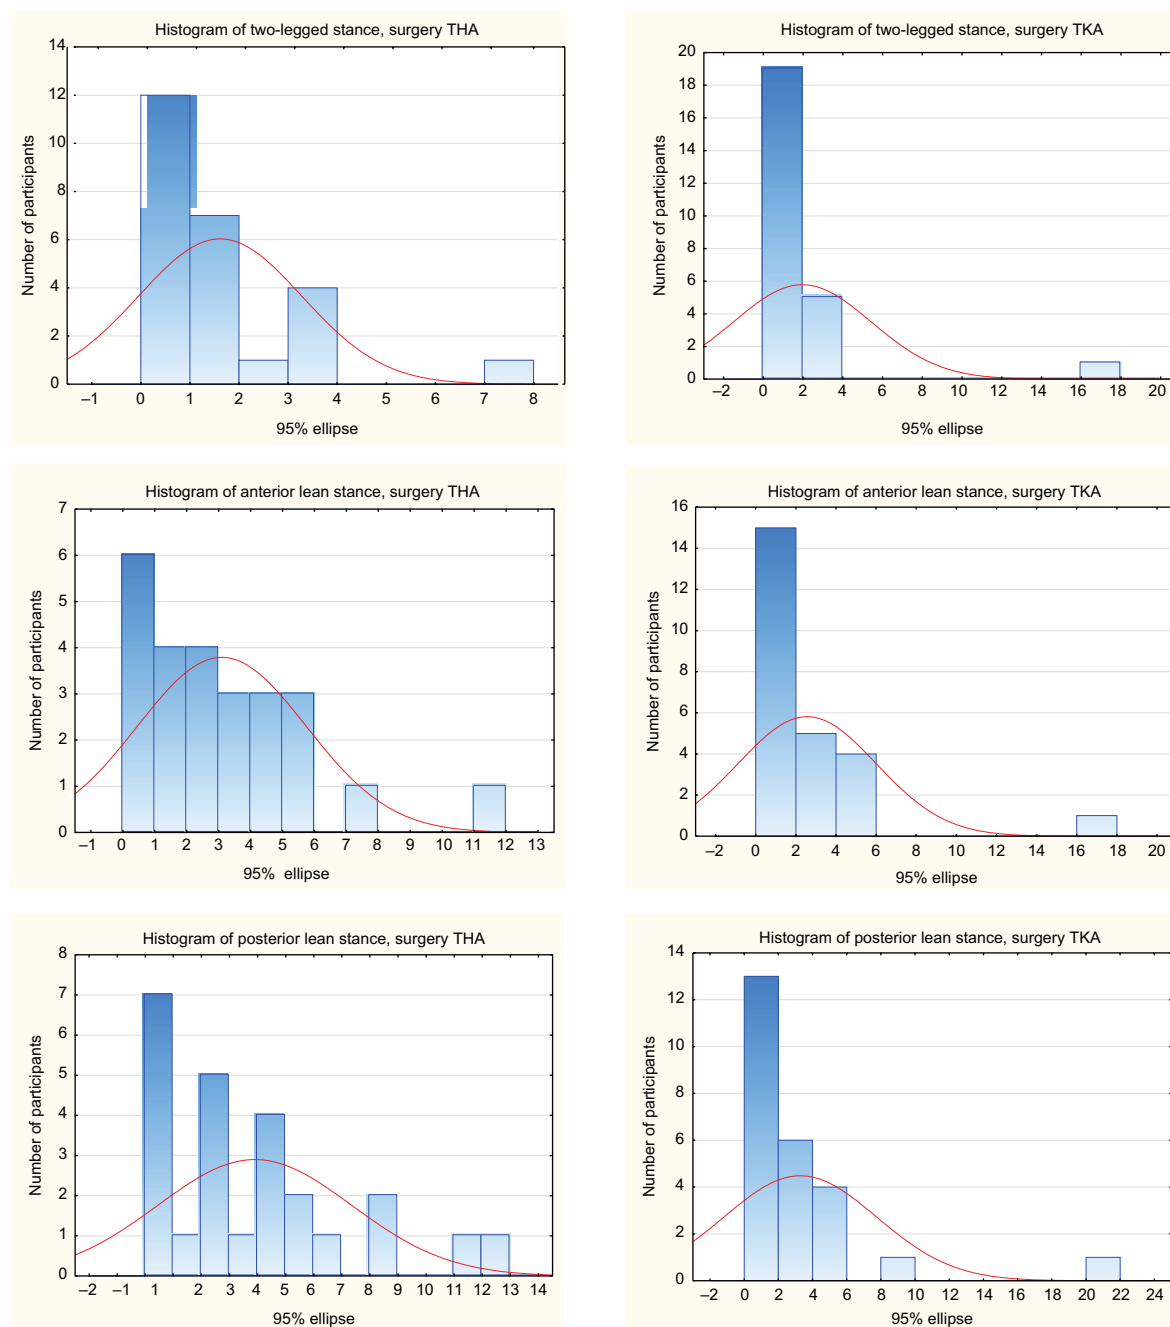 Histogram of two-legged stance, surgery THA
14
12
10
8
6
4
2
0
Number of participants
–1 0 1 2 3 4 5 6 7 8
95% ellipse
Histogram of two-legged stance, surgery TKA
20
18
16
14
12
10
8
6
4
2
0
Number of participants
–2 0 2 4 6 8 10 12 14 16 18 20
95% ellipse
Histogram of anterior lean stance, surgery THA
7
6
5
4
3
2
1
0
Number of participants
–1 0 1 2 3 4 5 6 7 8 9 10 11 12 13
95% ellipse
Histogram of anterior lean stance, surgery TKA
16
14
12
10
8
6
4
2
0
Number of participants
–2 0 2 4 6 8 10 12 14 16 18 20
95% ellipse
Histogram of posterior lean stance, surgery THA
8
7
6
5
4
3
2
1
0
Number of participants
–2 –1 1 2 3 4 5 6 7 8 9 10 11 12 14
95% ellipse
Histogram of posterior lean stance, surgery TKA
14
12
10
8
6
4
2
0
Number of participants
–2 0 2 4 6 8 10 12 14 16 18 20 22 24
95% ellipse